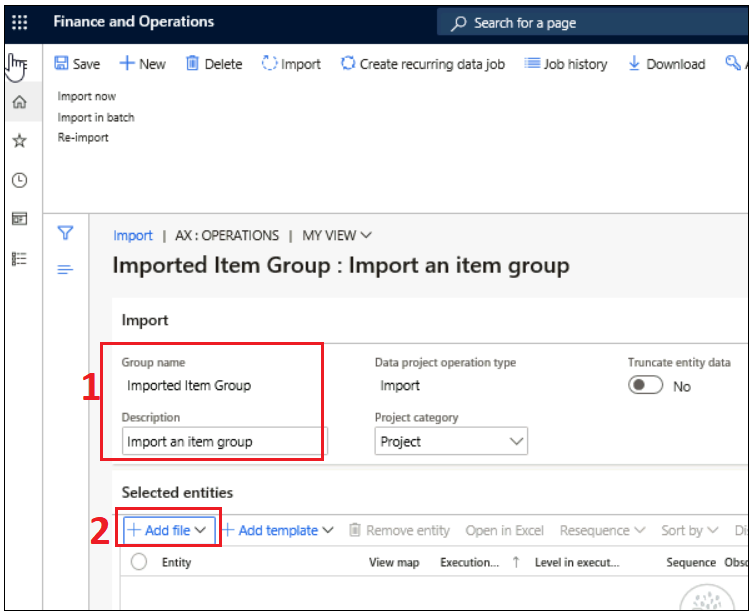 Finance and Operations Search for a page
Save New Delete Import Create recurring data job Job history Download
Import now
Import in batch
Re-import
Import | AX : OPERATIONS | MY VIEW
Imported Item Group : Import an item group
Import
Group name Data project operation type Truncate entity data
1 Imported Item Group Import No
Description Project category
Import an item group Project
Selected entities
2 Add file Add template Remove entity Open in Excel Resequence Sort by
Entity View map Execution... Level in execut... Sequence